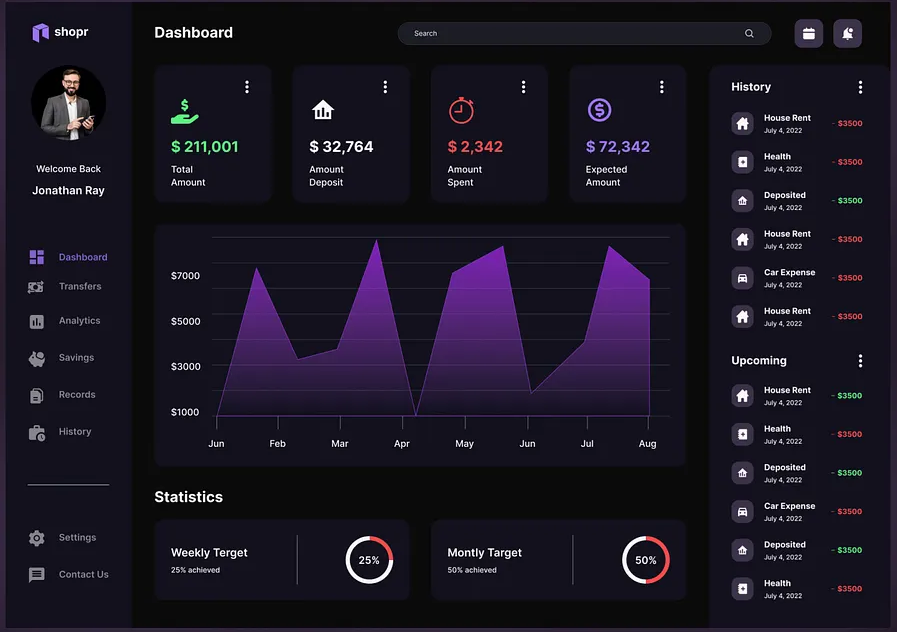 shopr
Dashboard
Search
Welcome Back
Jonathan Ray
Dashboard
Transfers
Analytics
Savings
Records
History
Settings
Contact Us
$ 211,001
Total
Amount
$ 32,764
Amount
Deposit
$ 2,342
Amount
Spent
$ 72,342
Expected
Amount
$7000
$5000
$3000
$1000
Jun Feb Mar Apr May Jun Jul Aug
Statistics
Weekly Terget
25% achieved
25%
Montly Target
50% achieved
50%
History
House Rent
July 4, 2022
- $3500
Health
July 4, 2022
- $3500
Deposited
July 4, 2022
- $3500
House Rent
July 4, 2022
- $3500
Car Expense
July 4, 2022
- $3500
House Rent
July 4, 2022
- $3500
Upcoming
House Rent
July 4, 2022
- $3500
Health
July 4, 2022
- $3500
Deposited
July 4, 2022
- $3500
Car Expense
July 4, 2022
- $3500
Deposited
July 4, 2022
- $3500
Health
July 4, 2022
- $3500